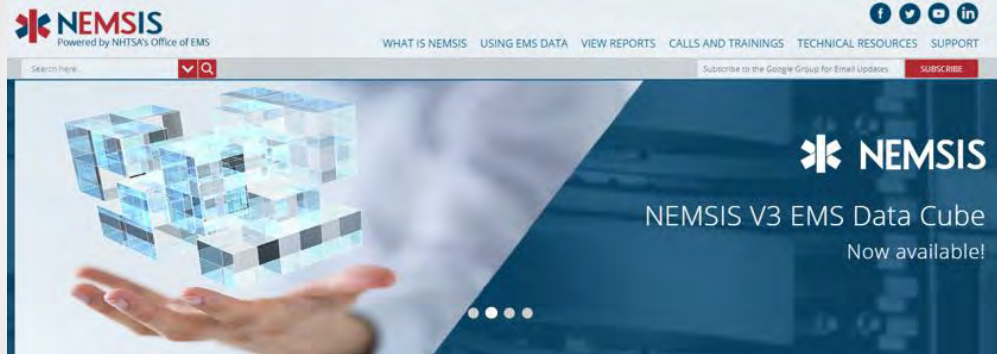 NEMSIS
Powered by NHTSA's Office of EMS
WHAT IS NEMSIS USING EMS DATA VIEW REPORTS CALLS AND TRAININGS TECHNICAL RESOURCES SUPPORT
Search here.. Subscribe to the Google Group for Email Updates SUBSCRIBE
NEMSIS
NEMSIS V3 EMS Data Cube
Now available!